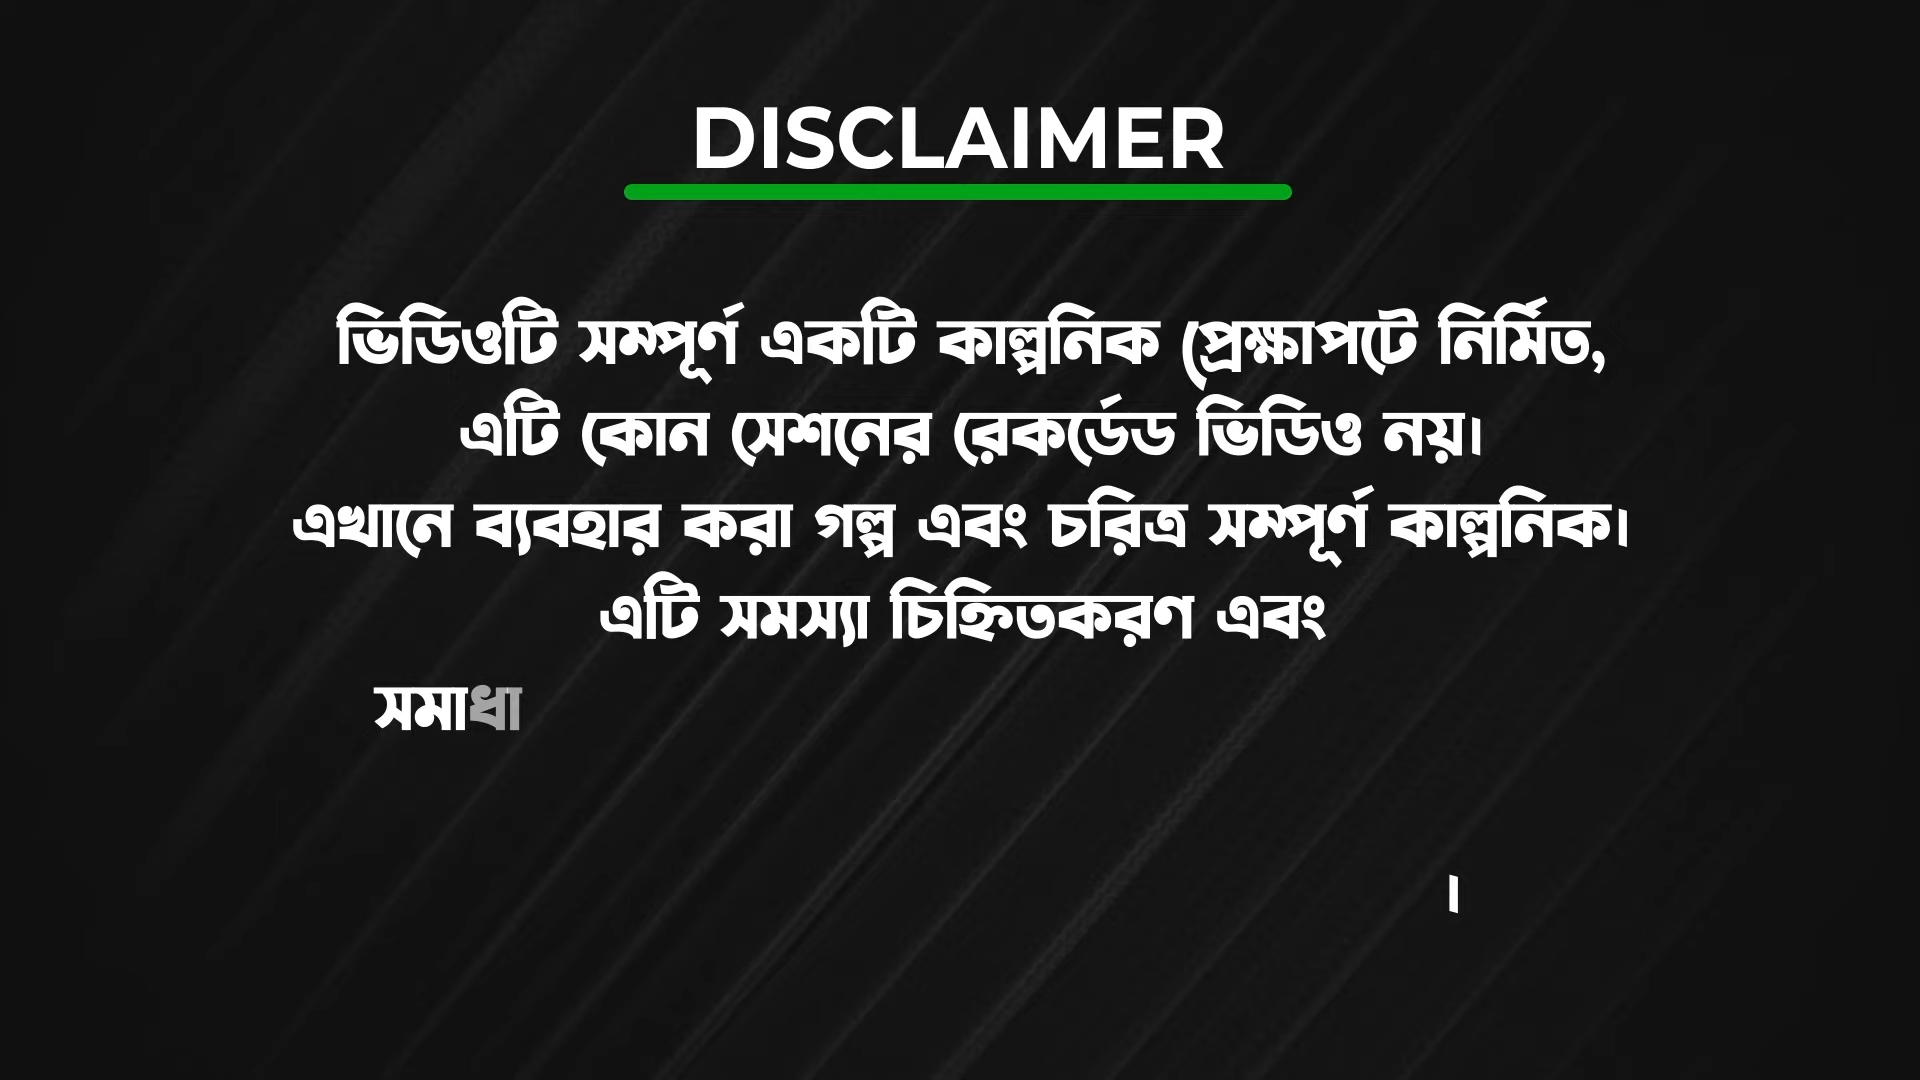 DISCLAIMER
ভিডিওটি সম্পূর্ণ একটি কাল্পনিক প্রেক্ষাপটে নির্মিত,
এটি কোন সেশনের রেকর্ডেড ভিডিও নয়।
এখানে ব্যবহার করা গল্প এবং চরিত্র সম্পূর্ণ কাল্পনিক।
এটি সমস্যা চিহ্নিতকরণ এবং
সমাধা
।